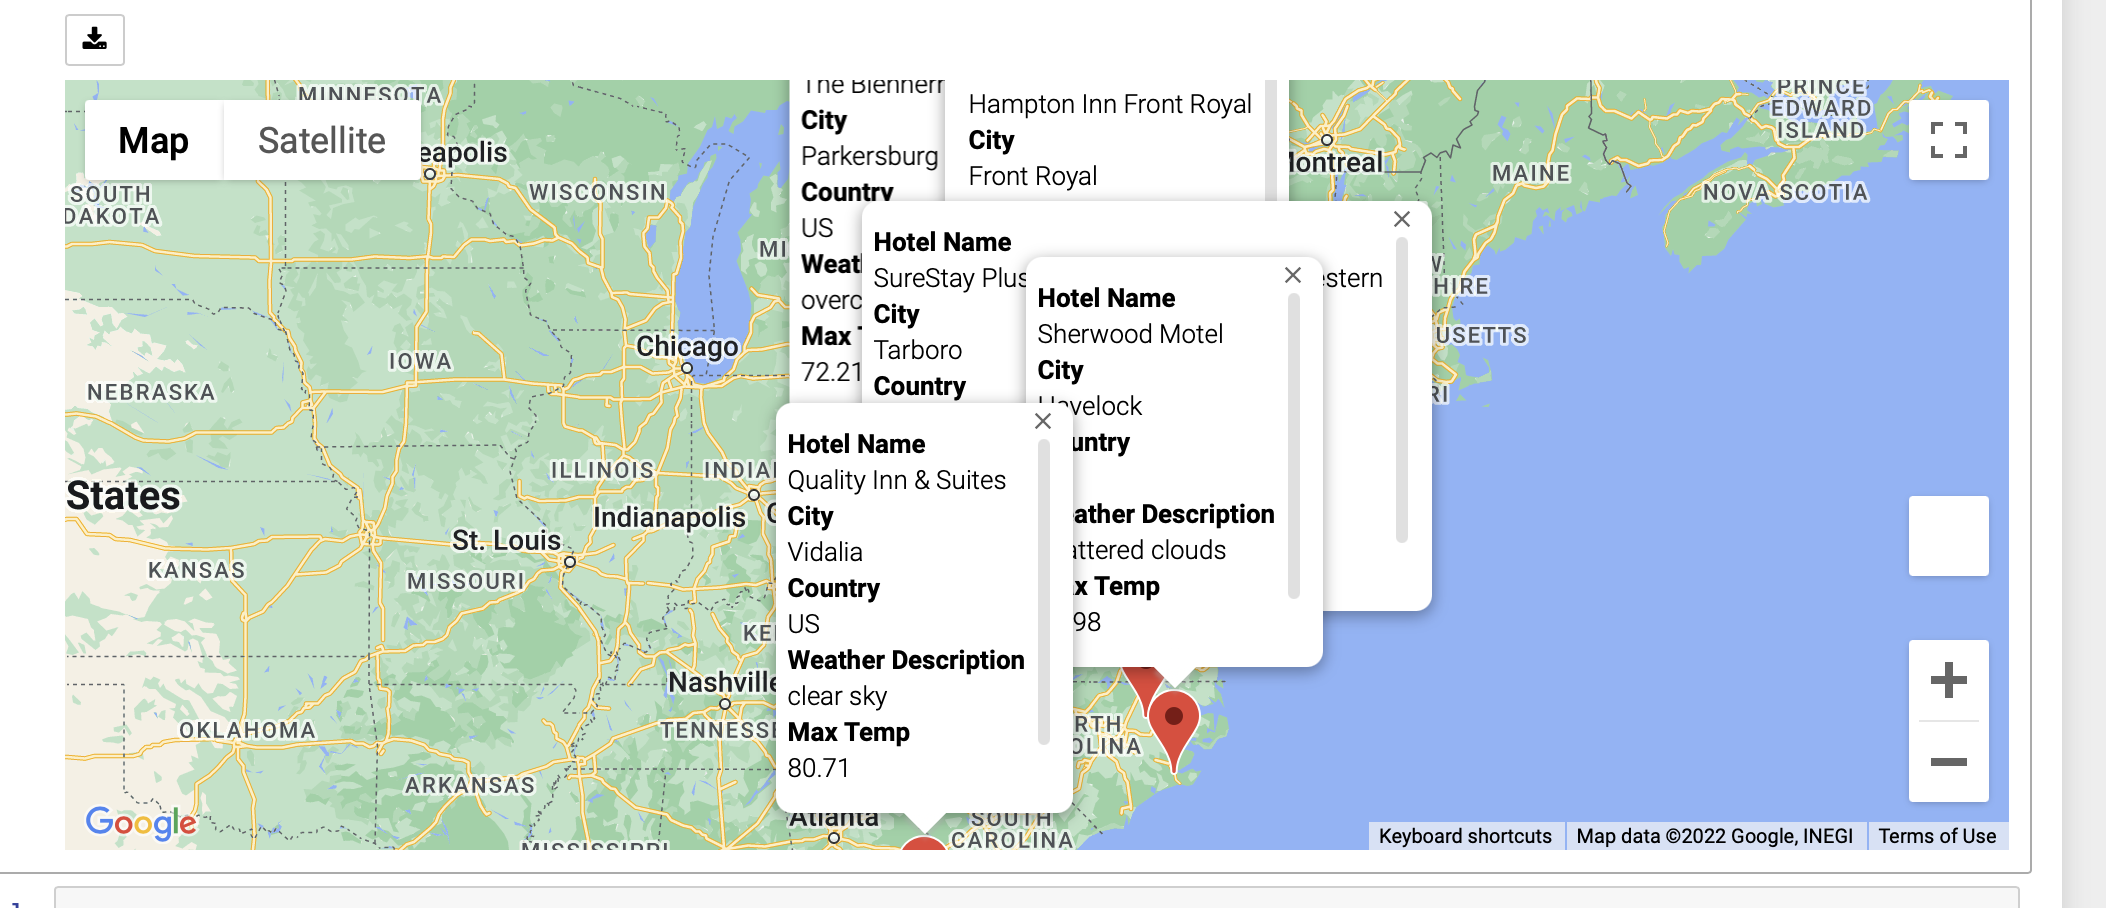 Map
Satellite
MINNESOTA
eapolis
SOUTH
DAKOTA
WISCONSIN
MI
IOWA
Chicago
NEBRASKA
ILLINOIS
INDIA
States
Indianapolis
St. Louis
KANSAS
MISSOURI
KE
Nashville
OKLAHOMA
TENNESSE
ARKANSAS
Atlanta
MISSISSIPPI
SOUTH
CAROLINA
RTH
OLINA
Google
The Blennerh
City
Parkersburg
Country
US
Weat
overc
Max
72.21
Hampton Inn Front Royal
City
Front Royal
Hotel Name
SureStay Plus
estern
City
Tarboro
Country
Hotel Name
Sherwood Motel
City
Havelock
untry
ather Description
attered clouds
x Temp
98
Hotel Name
Quality Inn & Suites
City
Vidalia
Country
US
Weather Description
clear sky
Max Temp
80.71
Montreal
MAINE
PRINCE
EDWARD
ISLAND
NOVA SCOTIA
W
HIRE
USETTS
RI
Keyboard shortcuts
Map data ©2022 Google, INEGI
Terms of Use